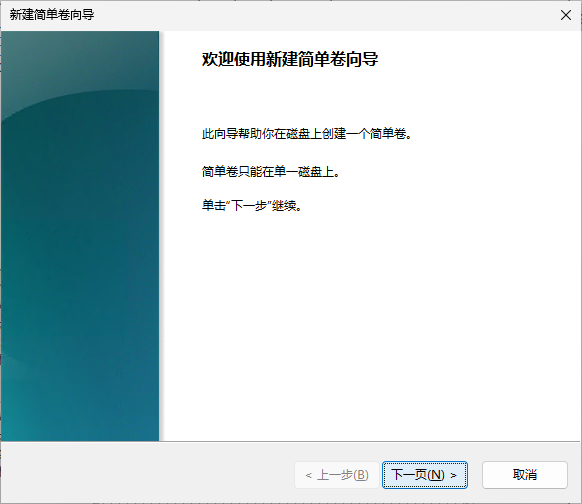 新建简单卷向导
欢迎使用新建简单卷向导
此向导帮助你在磁盘上创建一个简单卷。
简单卷只能在单一磁盘上。
单击“下一步”继续。
< 上一步(B) 下一页(N) > 取消